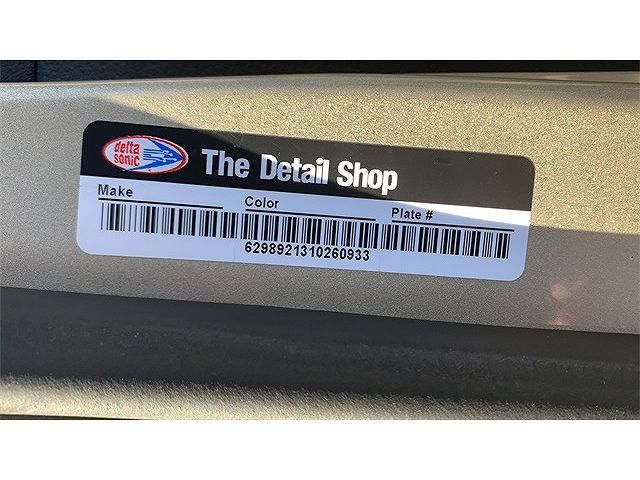 delta
sonic
The Detail Shop
Make
Color
Plate #
6298921310260933